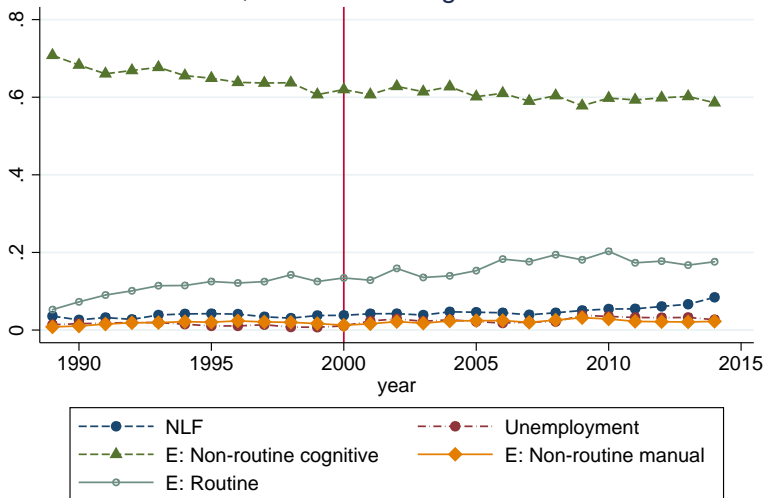 .8
.6
.4
.2
0
1990 1995 2000 2005 2010 2015
year
NLF Unemployment
E: Non-routine cognitive E: Non-routine manual
E: Routine